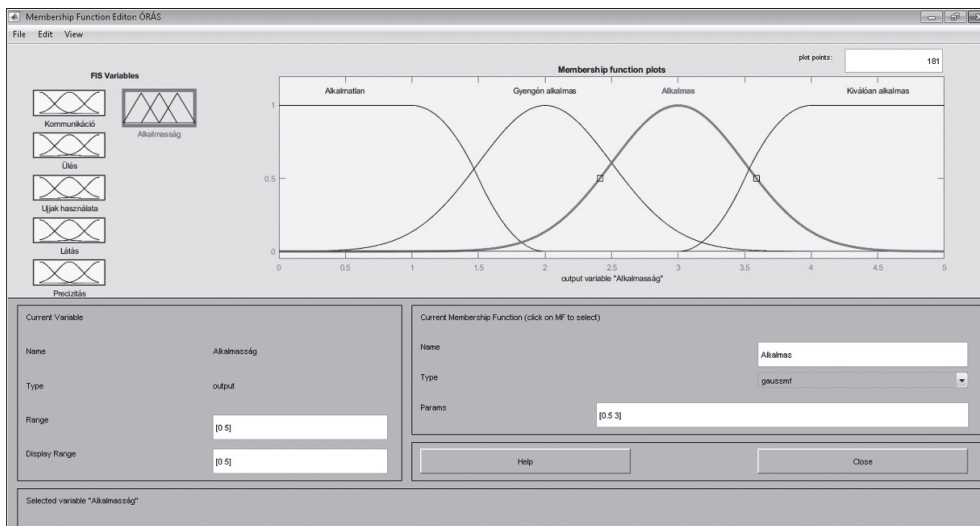 Membership Function Editor: ÓRÁS
File Edit View
FIS Variables
Kommunikáció
Ülés
Ujjak használata
Látás
Precizitás
Alkalmasság
plot points:
181
Membership function plots
Alkalmatlan Gyengén alkalmas Alkalmas Kiválóan alkalmas
1
0.5
0
0 0.5 1 1.5 2 2.5 3 3.5 4 4.5 5
output variable "Alkalmasság"
Current Variable
Name Alkalmasság
Type output
Range [0 5]
Display Range [0 5]
Current Membership Function (click on MF to select)
Name Alkalmas
Type gaussmf
Params [0.5 3]
Help Close
Selected variable "Alkalmasság"